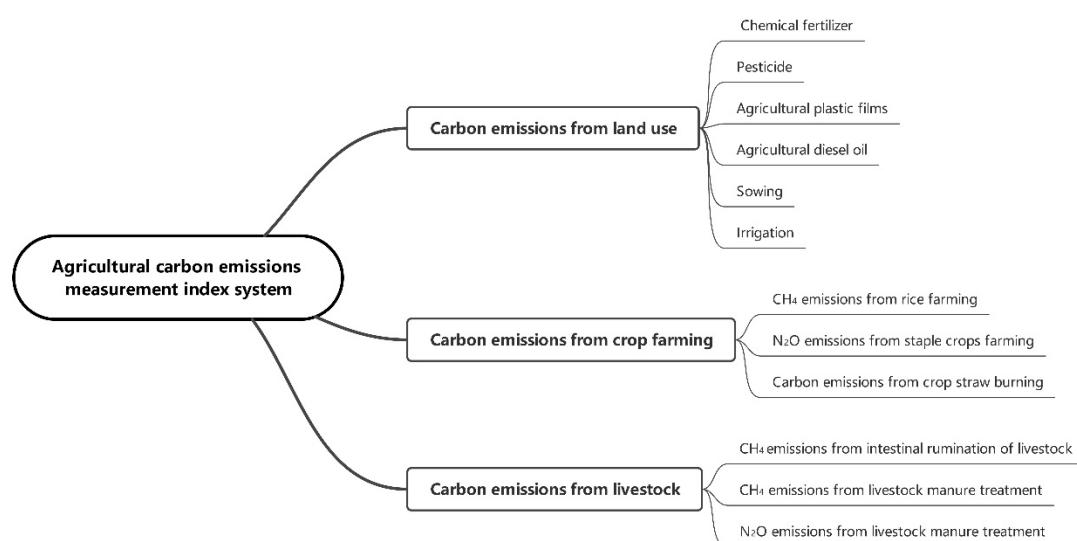 Chemical fertilizer
Pesticide
Agricultural plastic films
Carbon emissions from land use
Agricultural diesel oil
Sowing
Irrigation
Agricultural carbon emissions
measurement index system
CH₄ emissions from rice farming
Carbon emissions from crop farming
N₂O emissions from staple crops farming
Carbon emissions from crop straw burning
CH₄ emissions from intestinal rumination of livestock
Carbon emissions from livestock
CH₄ emissions from livestock manure treatment
N₂O emissions from livestock manure treatment